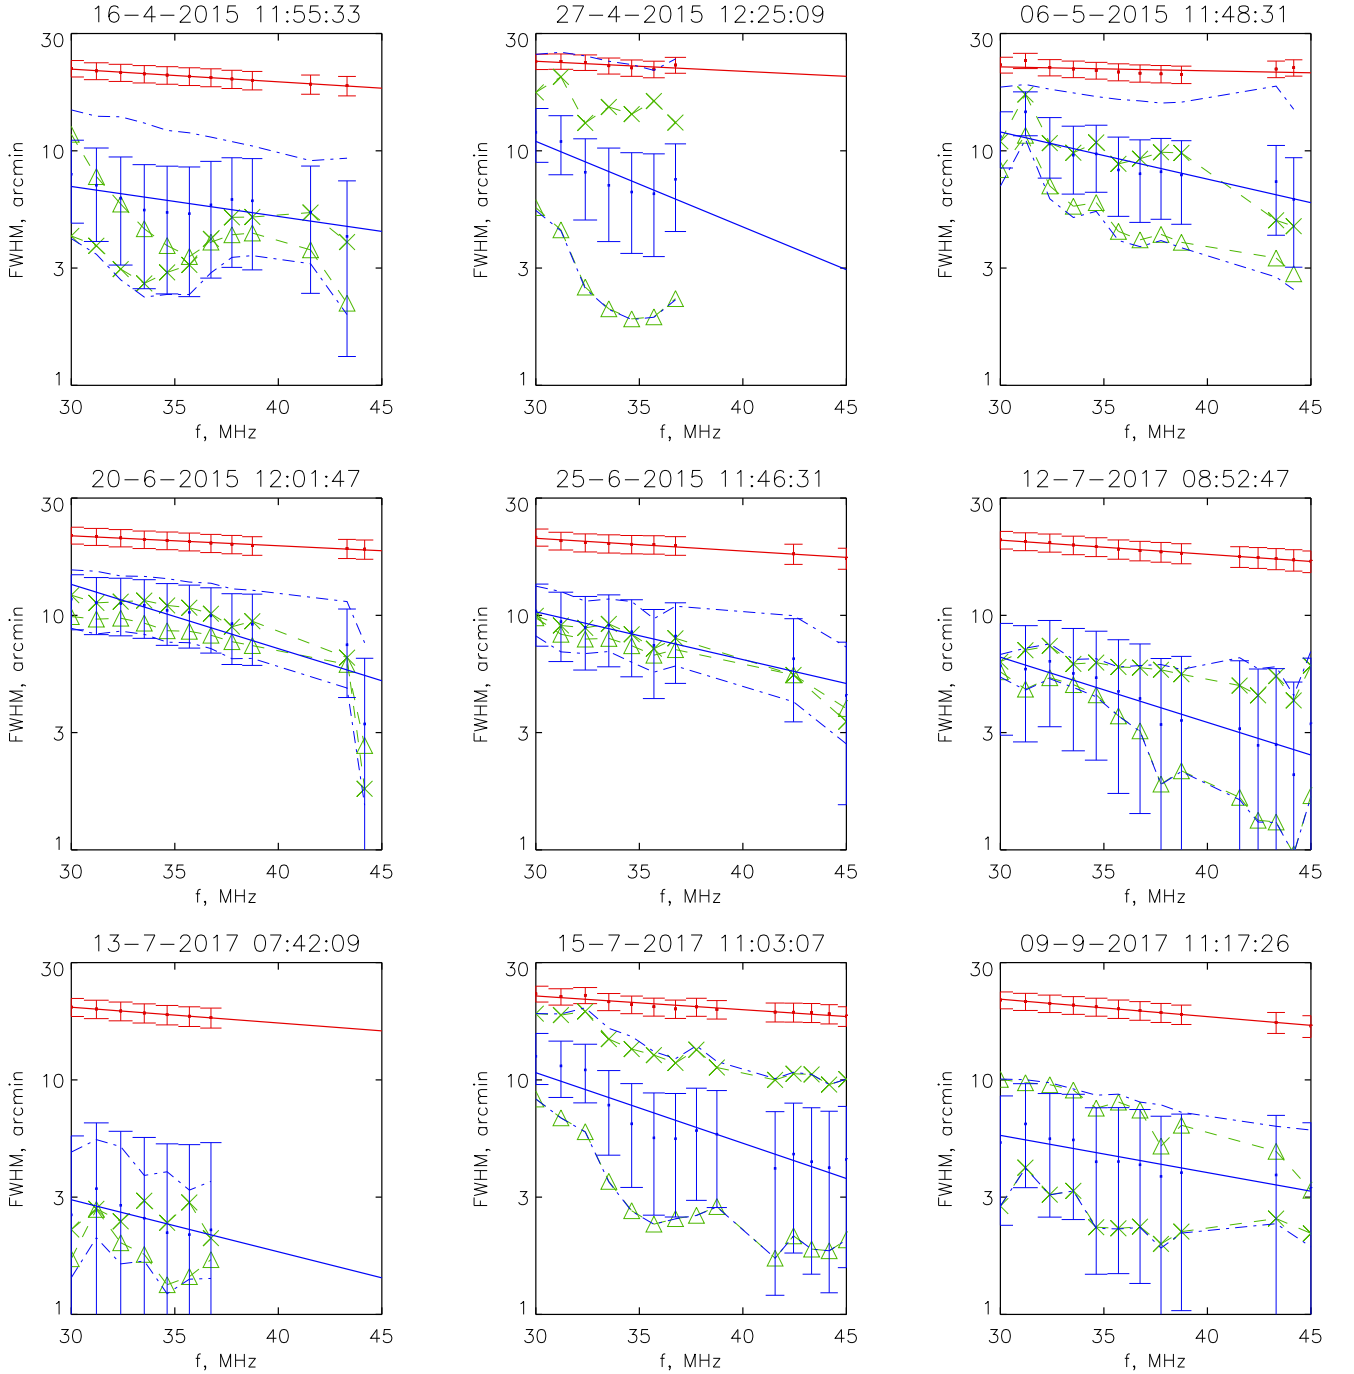 16-4-2015 11:55:33
27-4-2015 12:25:09
06-5-2015 11:48:31
30
10
3
1
FWHM, arcmin
30 35 40 45
f, MHz
30
10
3
1
FWHM, arcmin
30 35 40 45
f, MHz
30
10
3
1
FWHM, arcmin
30 35 40 45
f, MHz
20-6-2015 12:01:47
25-6-2015 11:46:31
12-7-2017 08:52:47
30
10
3
1
FWHM, arcmin
30 35 40 45
f, MHz
30
10
3
1
FWHM, arcmin
30 35 40 45
f, MHz
30
10
3
1
FWHM, arcmin
30 35 40 45
f, MHz
13-7-2017 07:42:09
15-7-2017 11:03:07
09-9-2017 11:17:26
30
10
3
1
FWHM, arcmin
30 35 40 45
f, MHz
30
10
3
1
FWHM, arcmin
30 35 40 45
f, MHz
30
10
3
1
FWHM, arcmin
30 35 40 45
f, MHz